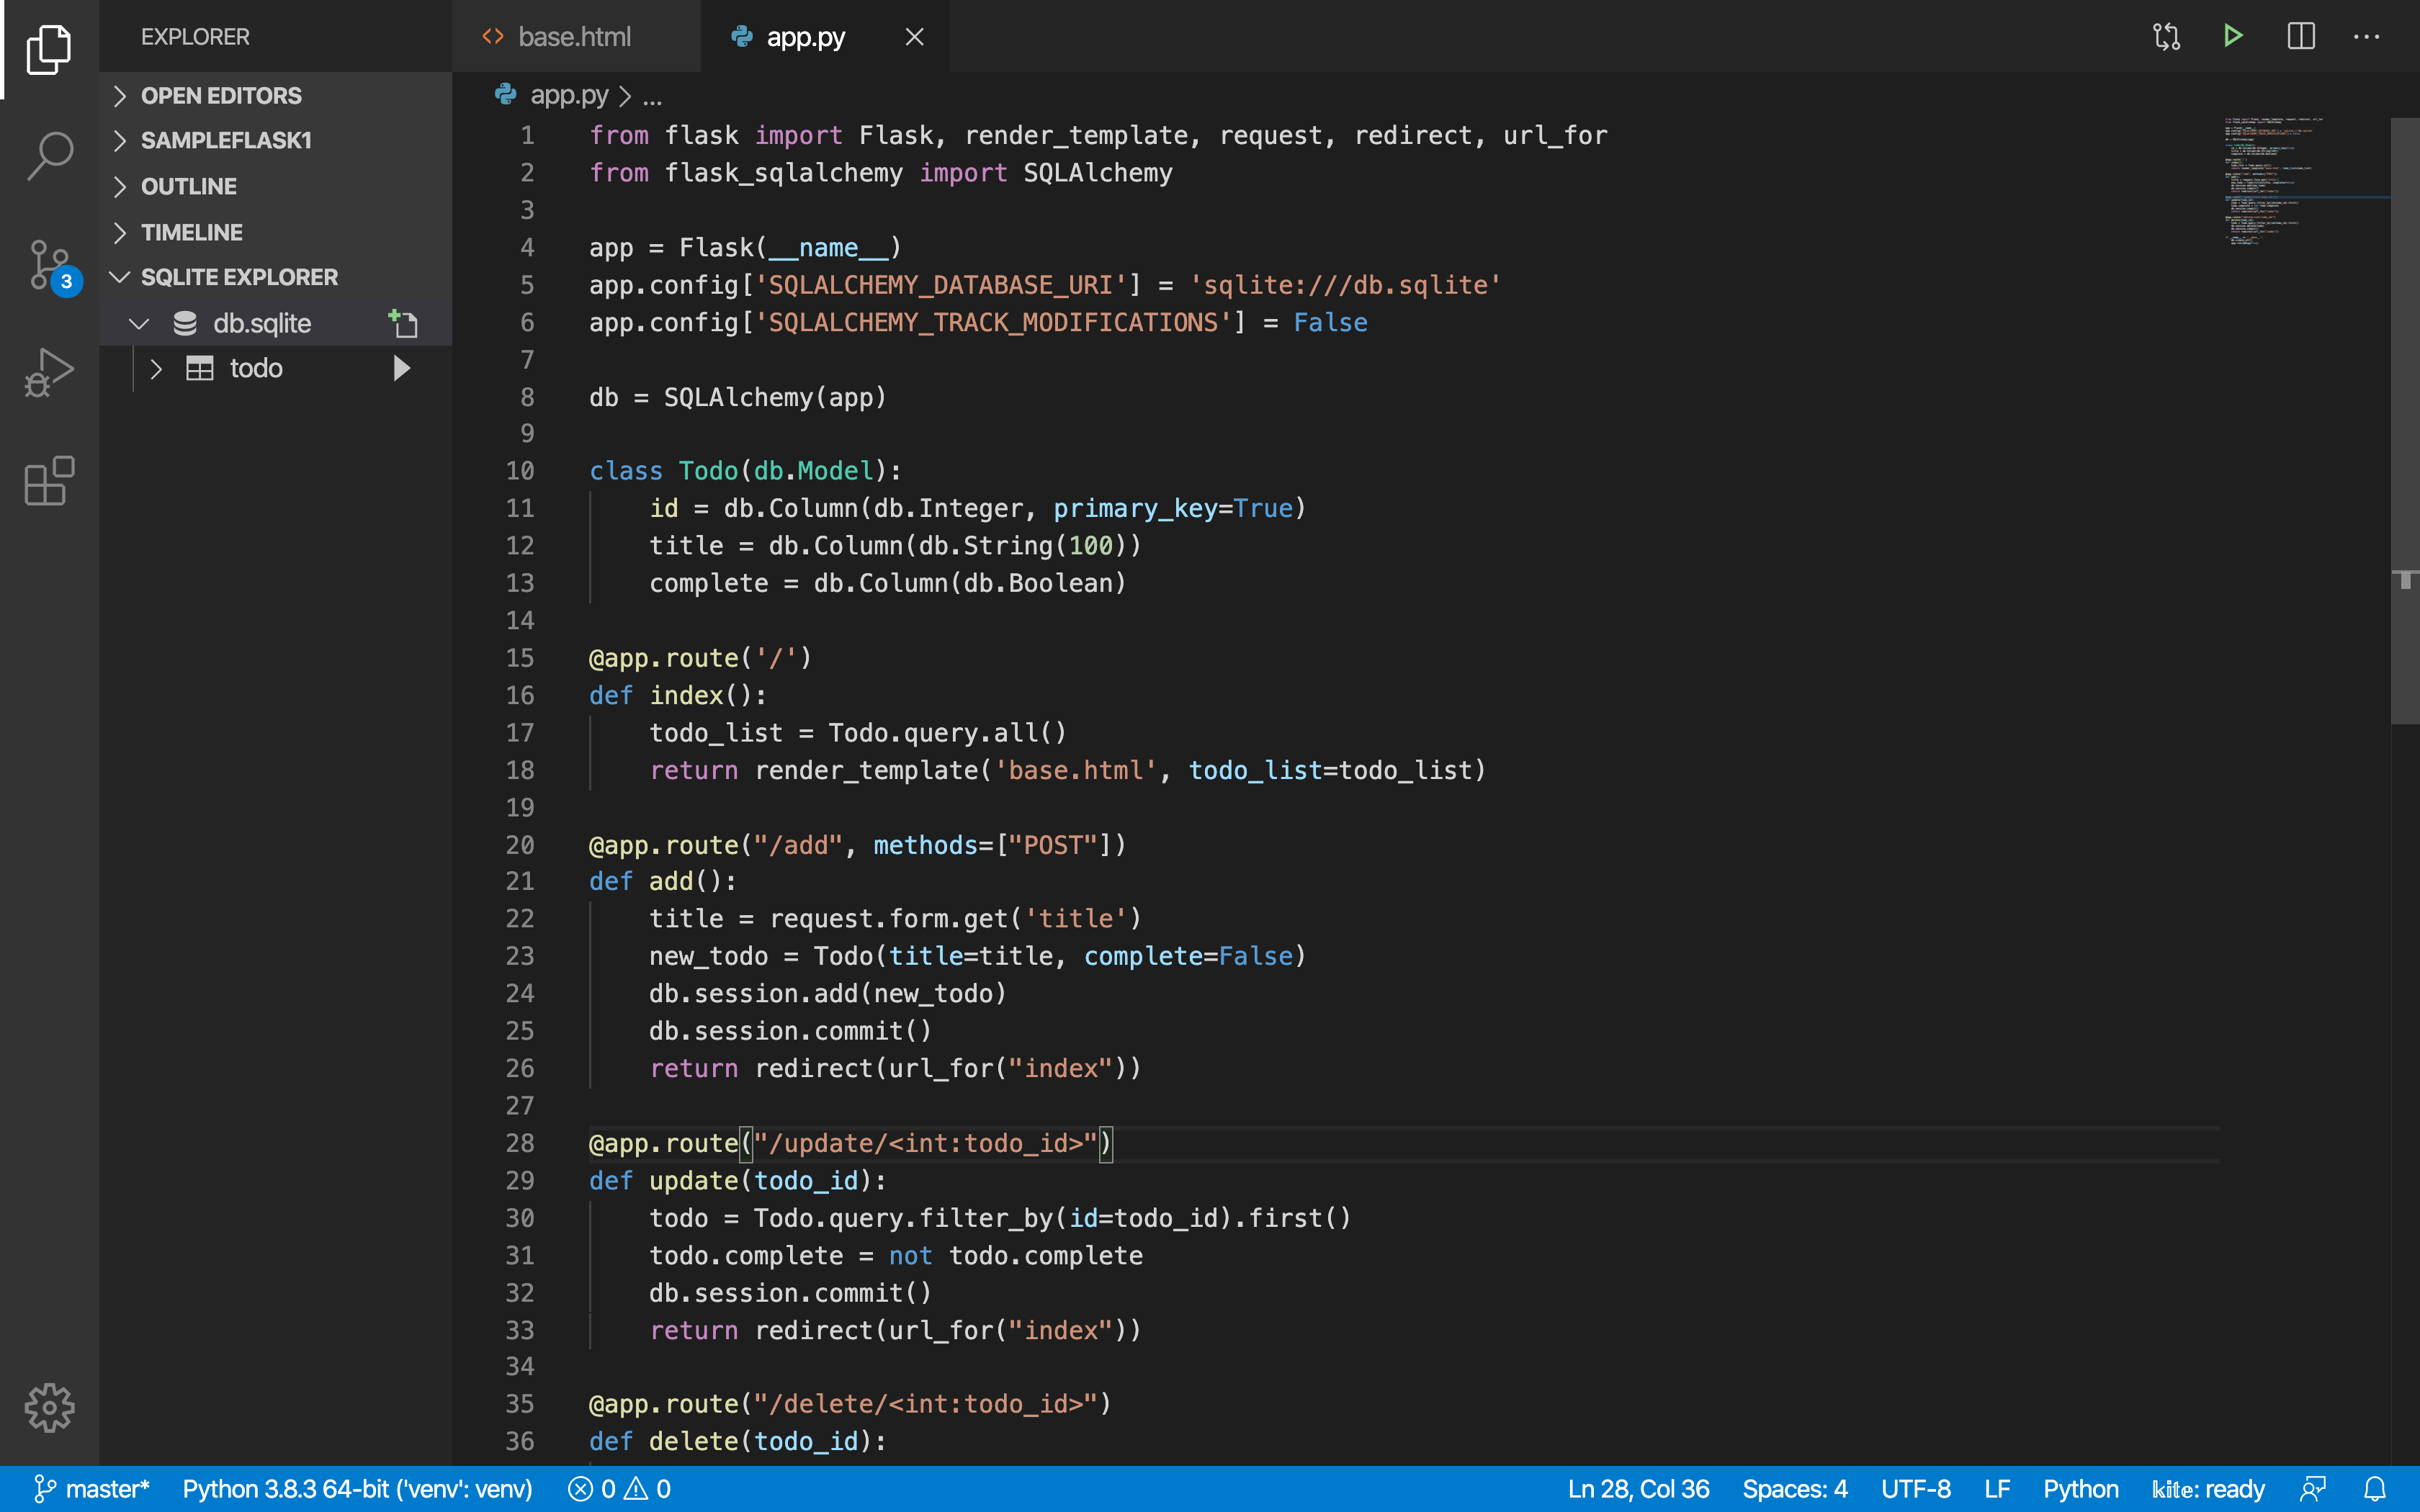 EXPLORER
OPEN EDITORS
SAMPLEFLASK1
OUTLINE
TIMELINE
SQLITE EXPLORER
db.sqlite
todo
3
base.html
app.py
app.py > ...
1 from flask import Flask, render_template, request, redirect, url_for
2 from flask_sqlalchemy import SQLAlchemy
3
4 app = Flask(__name__)
5 app.config['SQLALCHEMY_DATABASE_URI'] = 'sqlite:///db.sqlite'
6 app.config['SQLALCHEMY_TRACK_MODIFICATIONS'] = False
7
8 db = SQLAlchemy(app)
9
10 class Todo(db.Model):
11     id = db.Column(db.Integer, primary_key=True)
12     title = db.Column(db.String(100))
13     complete = db.Column(db.Boolean)
14
15 @app.route('/')
16 def index():
17     todo_list = Todo.query.all()
18     return render_template('base.html', todo_list=todo_list)
19
20 @app.route("/add", methods=["POST"])
21 def add():
22     title = request.form.get('title')
23     new_todo = Todo(title=title, complete=False)
24     db.session.add(new_todo)
25     db.session.commit()
26     return redirect(url_for("index"))
27
28 @app.route("/update/<int:todo_id>")
29 def update(todo_id):
30     todo = Todo.query.filter_by(id=todo_id).first()
31     todo.complete = not todo.complete
32     db.session.commit()
33     return redirect(url_for("index"))
34
35 @app.route("/delete/<int:todo_id>")
36 def delete(todo_id):
master* Python 3.8.3 64-bit ('venv': venv) 0 0 Ln 28, Col 36 Spaces: 4 UTF-8 LF Python kite: ready